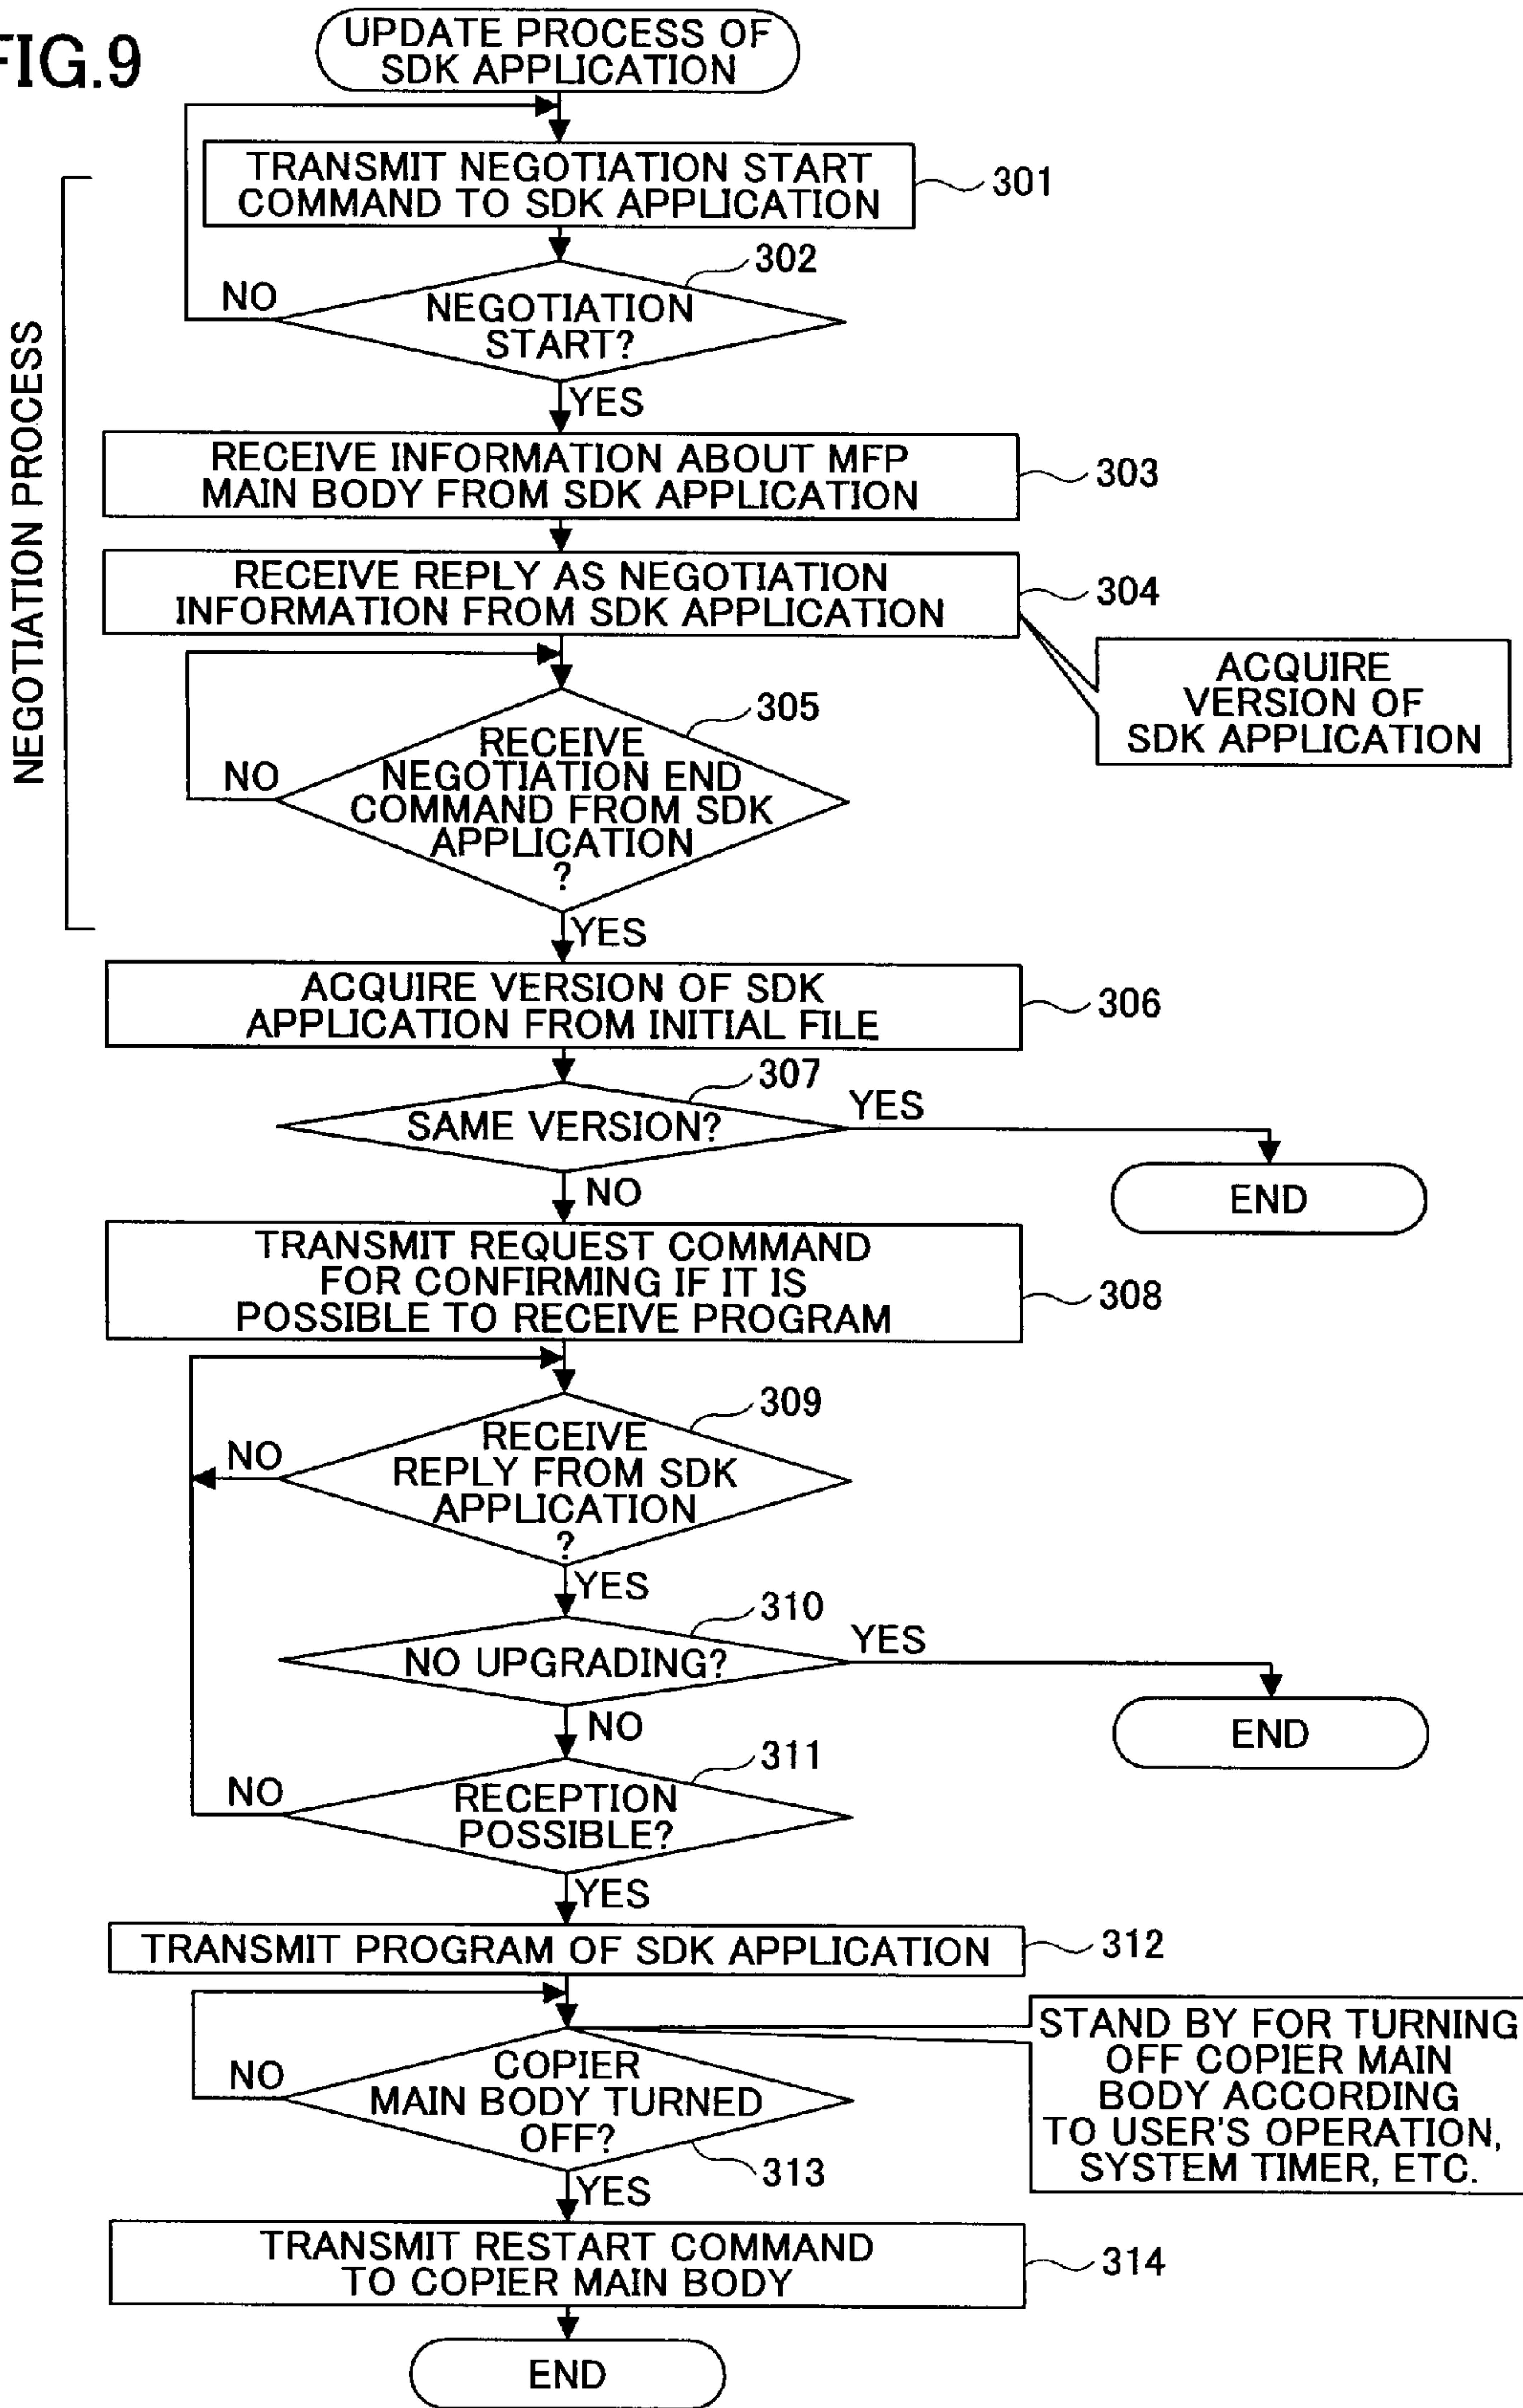 FIG.9
UPDATE PROCESS OF
SDK APPLICATION
NEGOTIATION PROCESS
TRANSMIT NEGOTIATION START
COMMAND TO SDK APPLICATION
301
302
NEGOTIATION
START?
NO
YES
RECEIVE INFORMATION ABOUT MFP
MAIN BODY FROM SDK APPLICATION
303
RECEIVE REPLY AS NEGOTIATION
INFORMATION FROM SDK APPLICATION
304
ACQUIRE
VERSION OF
SDK APPLICATION
305
RECEIVE
NEGOTIATION END
COMMAND FROM SDK
APPLICATION
?
NO
YES
ACQUIRE VERSION OF SDK
APPLICATION FROM INITIAL FILE
306
307
SAME VERSION?
YES
END
NO
TRANSMIT REQUEST COMMAND
FOR CONFIRMING IF IT IS
POSSIBLE TO RECEIVE PROGRAM
308
309
RECEIVE
REPLY FROM SDK
APPLICATION
?
NO
YES
310
NO UPGRADING?
YES
END
NO
311
RECEPTION
POSSIBLE?
NO
YES
TRANSMIT PROGRAM OF SDK APPLICATION
312
COPIER
MAIN BODY TURNED
OFF?
NO
313
STAND BY FOR TURNING
OFF COPIER MAIN
BODY ACCORDING
TO USER'S OPERATION,
SYSTEM TIMER, ETC.
YES
TRANSMIT RESTART COMMAND
TO COPIER MAIN BODY
314
END